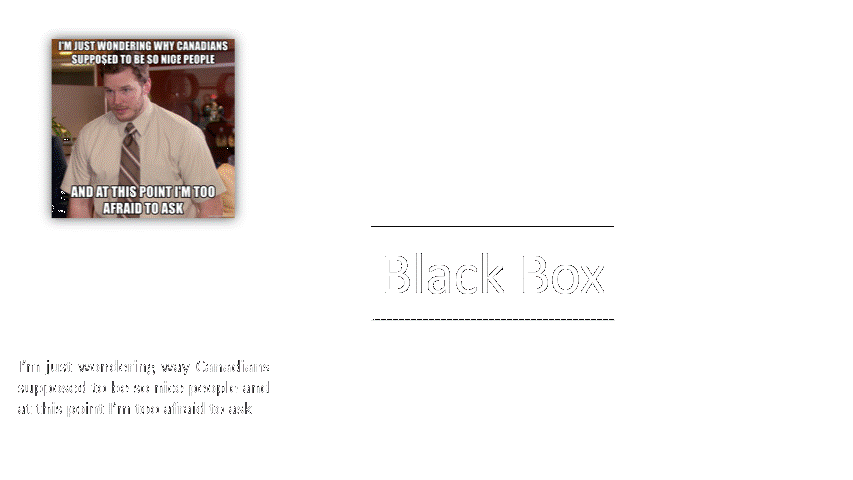 I'M JUST WONDERING WHY CANADIANS
SUPPOSED TO BE SO NICE PEOPLE
AND AT THIS POINT I'M TOO
AFRAID TO ASK
Black Box
I'm just wondering way Canadians
supposed to be so nice people and
at this point I'm too afraid to ask